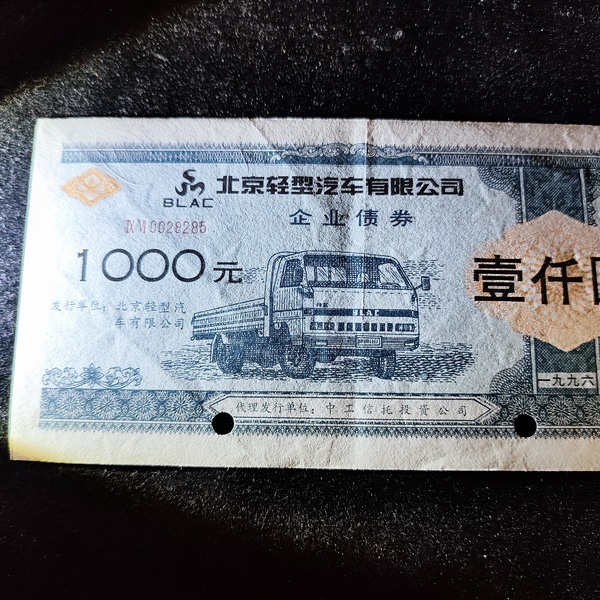 北京轻型汽车有限公司
BLAC
企业债券
NM0028285
1000元
壹仟
发行单位：北京轻型汽
车有限公司
BLAC
一九九六
代理发行单位：中工信托投资公司